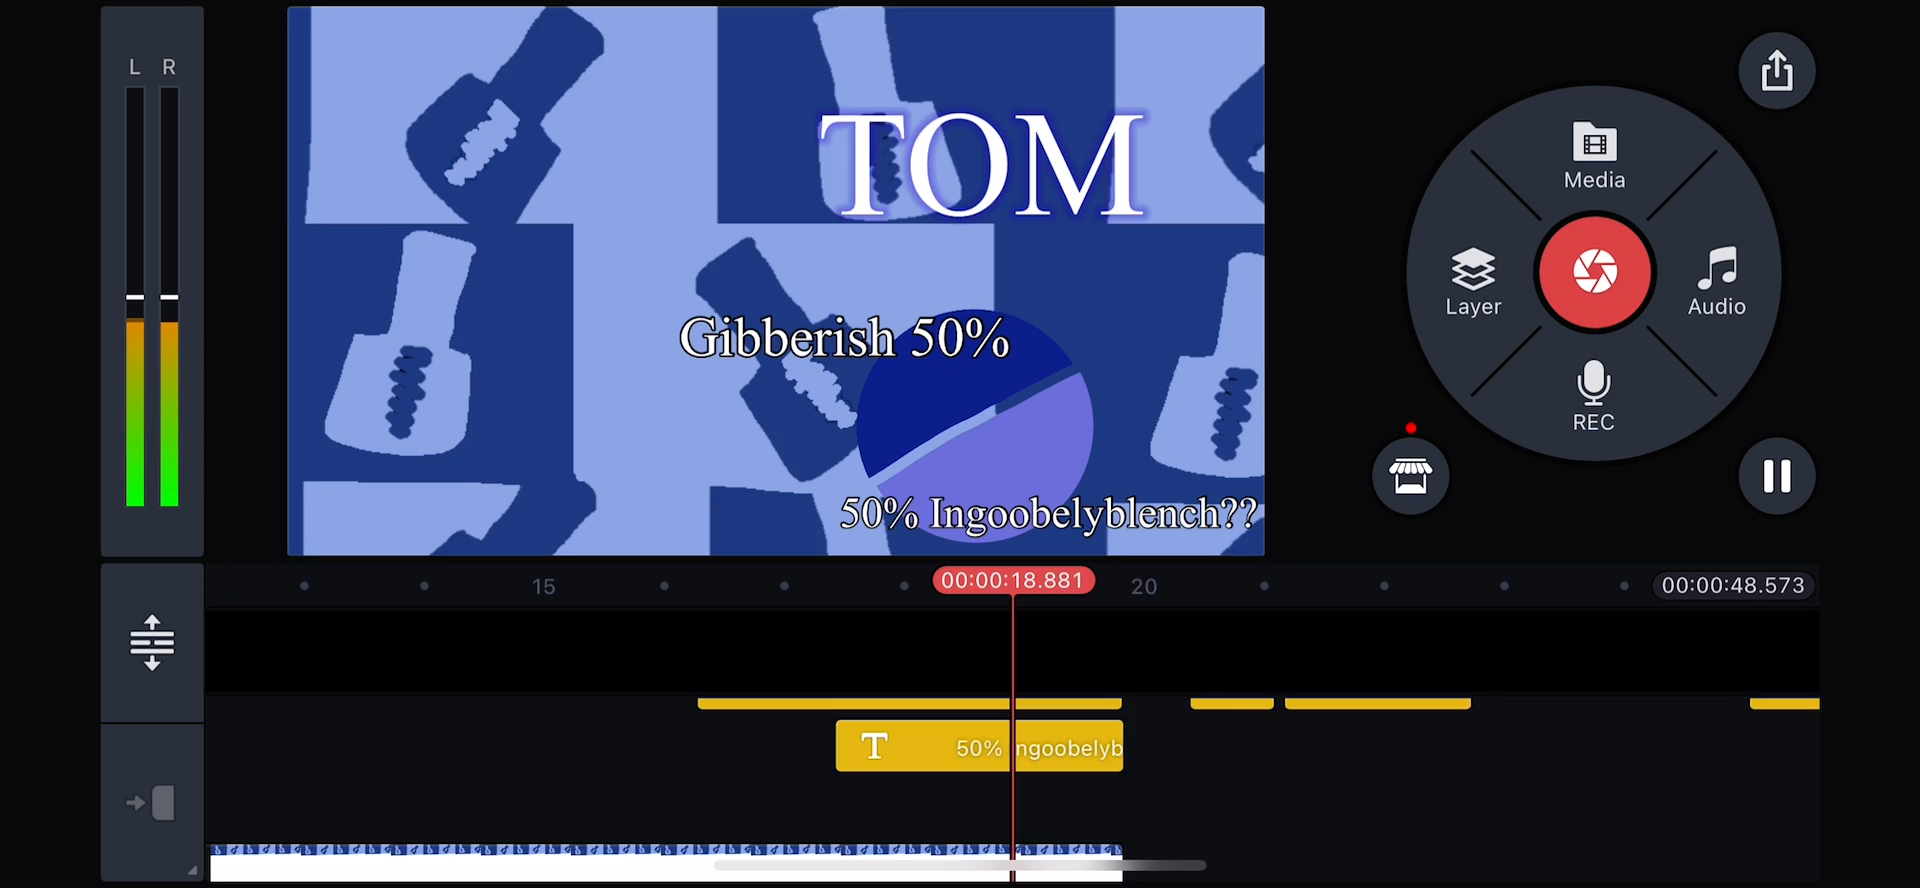 L R
TOM
Gibberish 50%
50% Ingoobelyblench??
Media
Layer
Audio
REC
15
00:00:18.881
20
00:00:48.573
T 50% ngoobelyb